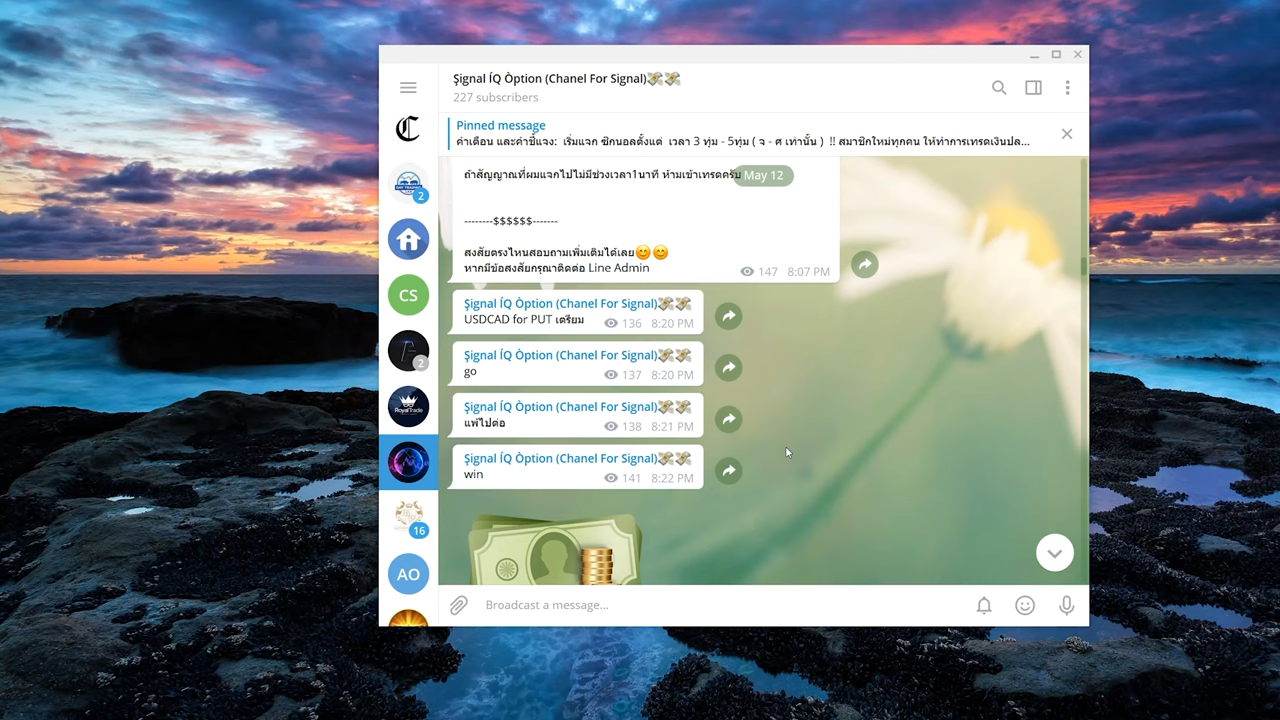 Şignal ÍQ Òption (Chanel For Signal)💸💸
227 subscribers
Pinned message
คำเตือน และคำชี้แจง: เริ่มแจก ซิกนอลตั้งแต่ เวลา 3 ทุ่ม - 5ทุ่ม ( จ - ศ เท่านั้น ) !! สมาชิกใหม่ทุกคน ให้ทำการเทรดเงินปล...
ถ้าสัญญาณที่ผมแจกไปไม่มีช่วงเวลา1นาที ห้ามเข้าเทรดครับ
May 12
--------$$$$$$-------
สงสัยตรงไหนสอบถามเพิ่มเติมได้เลย😊😊
หากมีข้อสงสัยกรุณาติดต่อ Line Admin
147 8:07 PM
Şignal ÍQ Òption (Chanel For Signal)💸💸
USDCAD for PUT เตรียม
136 8:20 PM
Şignal ÍQ Òption (Chanel For Signal)💸💸
go
137 8:20 PM
Şignal ÍQ Òption (Chanel For Signal)💸💸
แพ้ไปต่อ
138 8:21 PM
Şignal ÍQ Òption (Chanel For Signal)💸💸
win
141 8:22 PM
Broadcast a message...
C
2
CS
2
RoyalTrade
16
AO